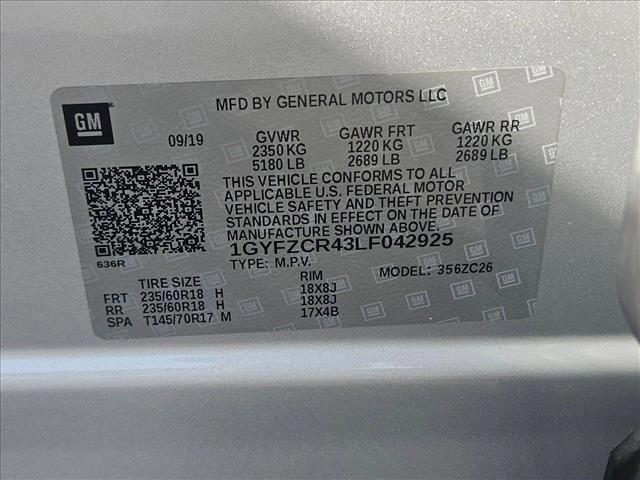 MFD BY GENERAL MOTORS LLC
GM
09/19 GVWR GAWR FRT GAWR RR
2350 KG 1220 KG 1220 KG
5180 LB 2689 LB 2689 LB
THIS VEHICLE CONFORMS TO ALL
APPLICABLE U.S. FEDERAL MOTOR
VEHICLE SAFETY AND THEFT PREVENTION
STANDARDS IN EFFECT ON THE DATE OF
MANUFACTURE SHOWN ABOVE.
1GYFZCR43LF042925
636R TYPE: M.P.V. MODEL: 356ZC26
TIRE SIZE RIM
FRT 235/60R18 H 18X8J
RR 235/60R18 H 18X8J
SPA T145/70R17 M 17X4B